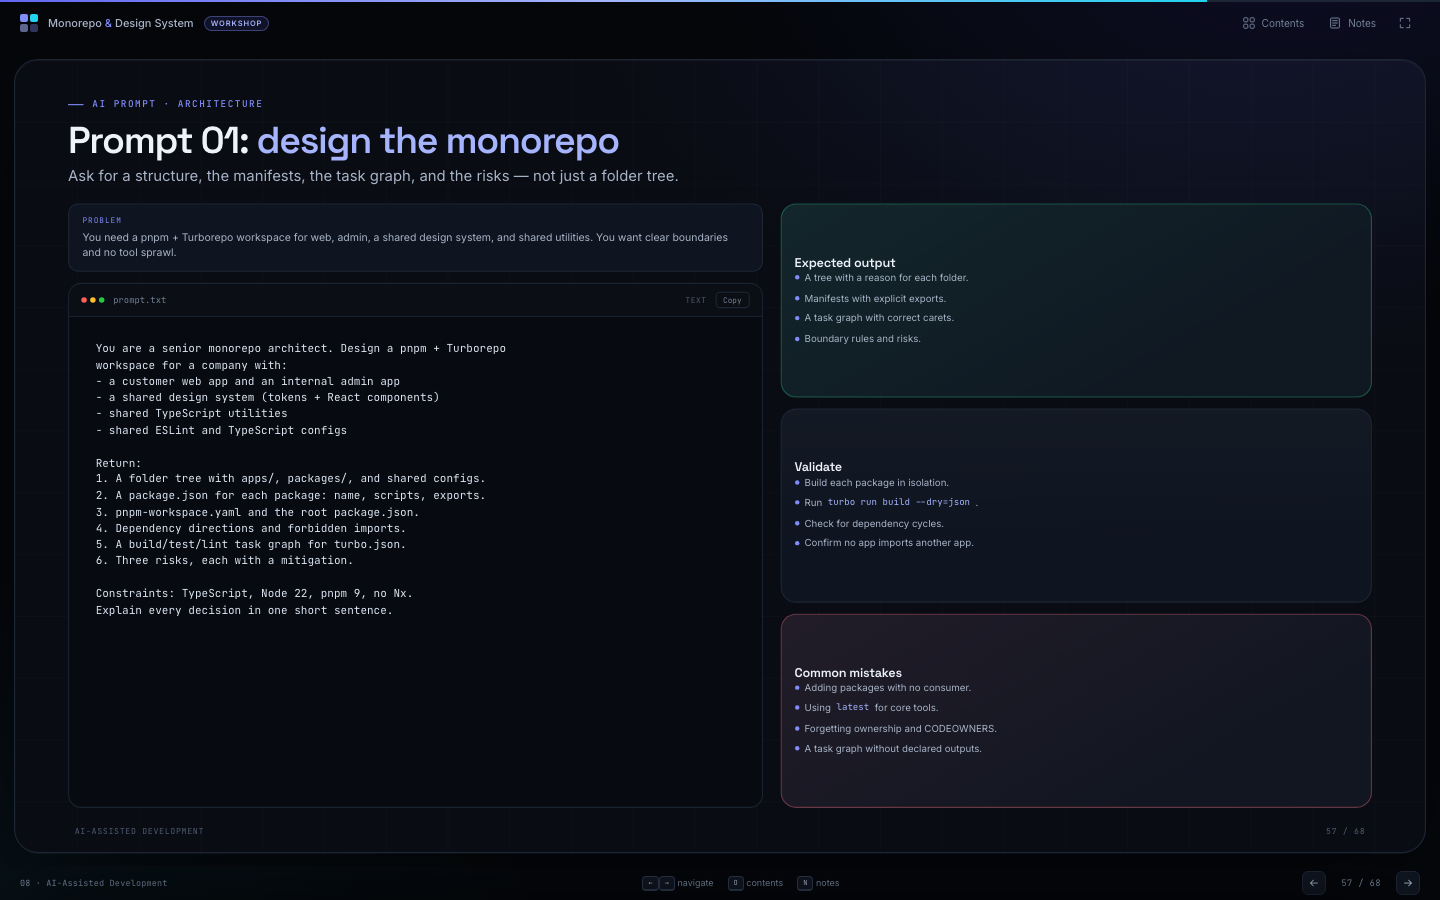 Monorepo & Design System WORKSHOP
Contents
Notes
AI PROMPT · ARCHITECTURE
Prompt 01: design the monorepo
Ask for a structure, the manifests, the task graph, and the risks — not just a folder tree.
PROBLEM
You need a pnpm + Turborepo workspace for web, admin, a shared design system, and shared utilities. You want clear boundaries
and no tool sprawl.
prompt.txt
TEXT
Copy
You are a senior monorepo architect. Design a pnpm + Turborepo
workspace for a company with:
- a customer web app and an internal admin app
- a shared design system (tokens + React components)
- shared TypeScript utilities
- shared ESLint and TypeScript configs
Return:
1. A folder tree with apps/, packages/, and shared configs.
2. A package.json for each package: name, scripts, exports.
3. pnpm-workspace.yaml and the root package.json.
4. Dependency directions and forbidden imports.
5. A build/test/lint task graph for turbo.json.
6. Three risks, each with a mitigation.
Constraints: TypeScript, Node 22, pnpm 9, no Nx.
Explain every decision in one short sentence.
Expected output
A tree with a reason for each folder.
Manifests with explicit exports.
A task graph with correct carets.
Boundary rules and risks.
Validate
Build each package in isolation.
Run turbo run build --dry=json .
Check for dependency cycles.
Confirm no app imports another app.
Common mistakes
Adding packages with no consumer.
Using latest for core tools.
Forgetting ownership and CODEOWNERS.
A task graph without declared outputs.
AI-ASSISTED DEVELOPMENT
57 / 68
08 · AI-Assisted Development
← → navigate
O contents
N notes
← 57 / 68 →